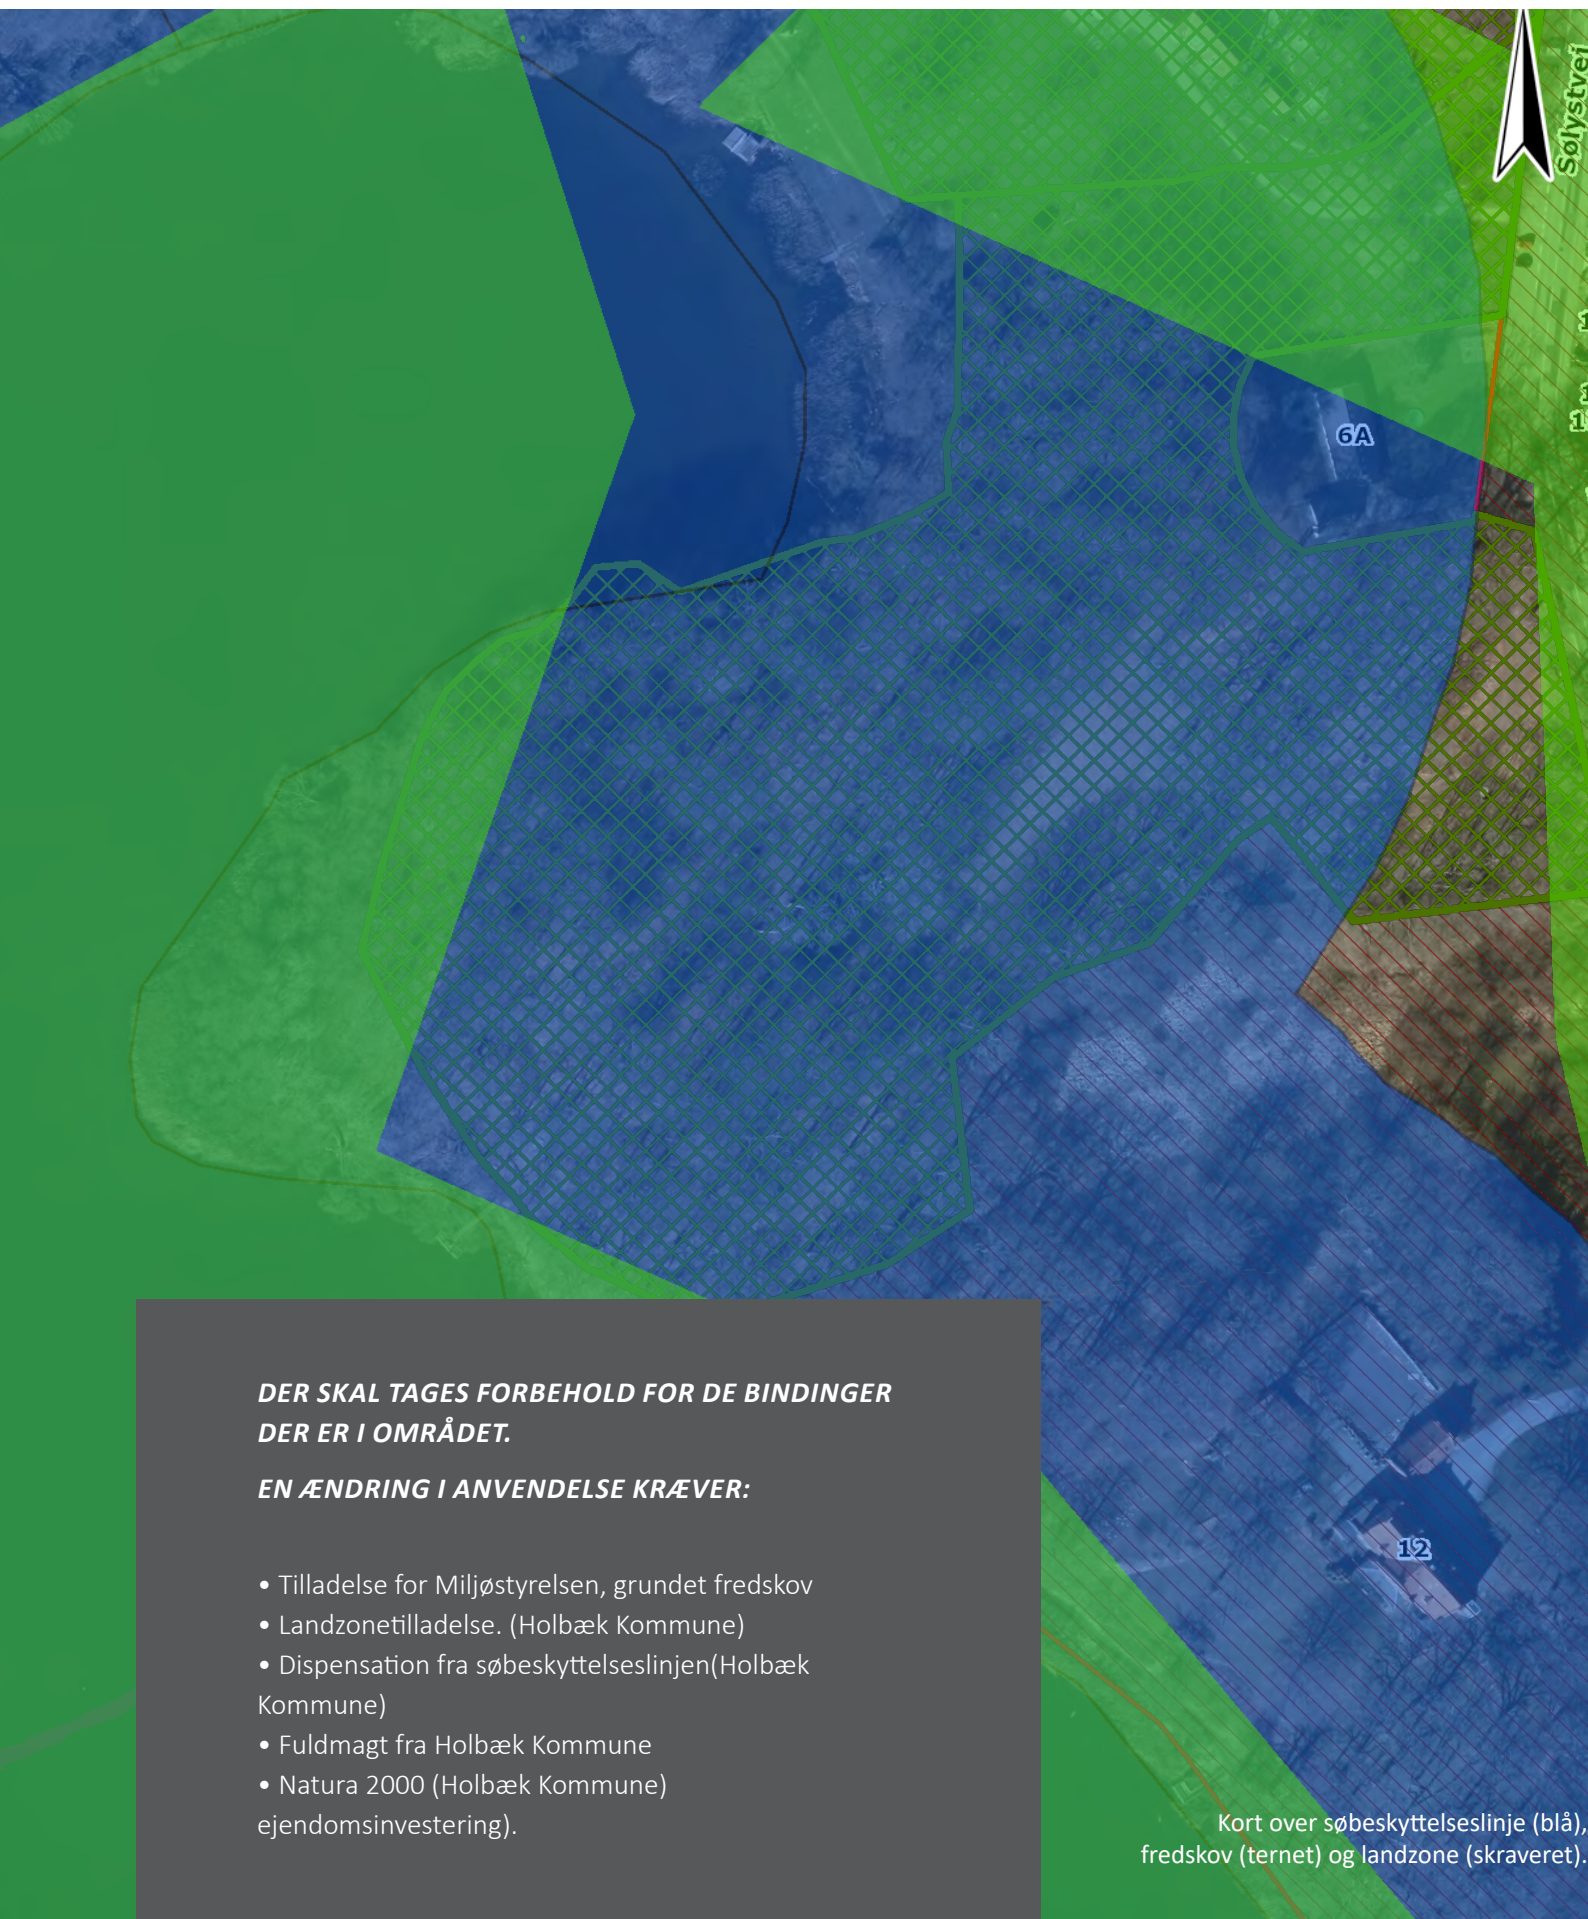 Sølystvej
6A
DER SKAL TAGES FORBEHOLD FOR DE BINDINGER
DER ER I OMRÅDET.
EN ÆNDRING I ANVENDELSE KRÆVER:
• Tilladelse for Miljøstyrelsen, grundet fredskov
• Landzonetilladelse. (Holbæk Kommune)
• Dispensation fra søbeskyttelseslinjen(Holbæk
Kommune)
• Fuldmagt fra Holbæk Kommune
• Natura 2000 (Holbæk Kommune)
ejendomsinvestering).
12
Kort over søbeskyttelseslinje (blå),
fredskov (ternet) og landzone (skraveret).